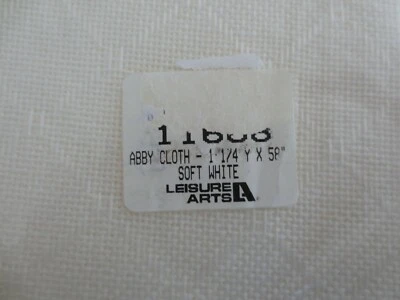 ABBY CLOTH - 1 1/4 Y X 58"
SOFT WHITE
LEISURE
ARTS